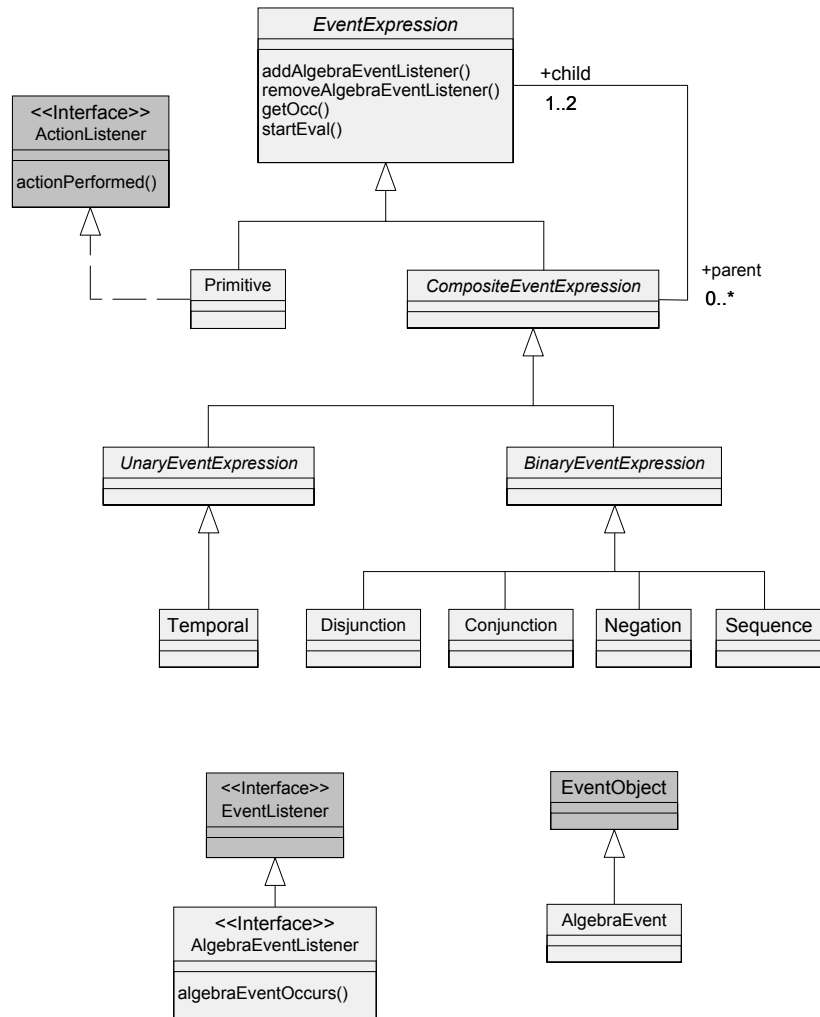 EventExpression
addAlgebraEventListener()
removeAlgebraEventListener()
getOcc()
startEval()
+child
1..2
<<Interface>>
ActionListener
actionPerformed()
Primitive
CompositeEventExpression
+parent
0..*
UnaryEventExpression
BinaryEventExpression
Temporal
Disjunction
Conjunction
Negation
Sequence
<<Interface>>
EventListener
EventObject
<<Interface>>
AlgebraEventListener
algebraEventOccurs()
AlgebraEvent